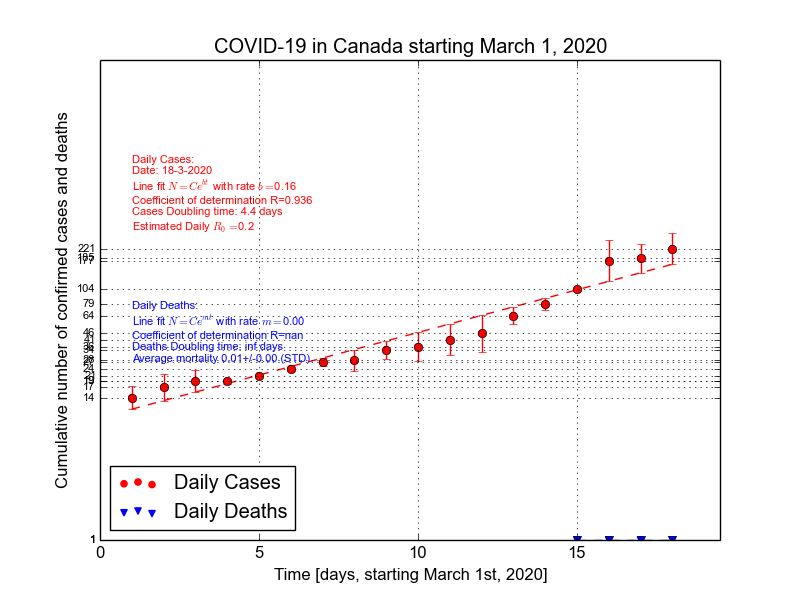 COVID-19 in Canada starting March 1, 2020
Cumulative number of confirmed cases and deaths
Daily Cases:
Date: 18-3-2020
Line fit N=Ce^{bt} with rate b=0.16
Coefficient of determination R=0.936
Cases Doubling time: 4.4 days
Estimated Daily R_0=0.2
221
177
104
79
64
46
41
Daily Deaths:
Line fit N=Ce^{mt} with rate m=0.00
Coefficient of determination R=nan
Deaths Doubling time: inf days
Average mortality 0.01+/-0.00 (STD)
17
14
1
Daily Cases
Daily Deaths
0 5 10 15
Time [days, starting March 1st, 2020]